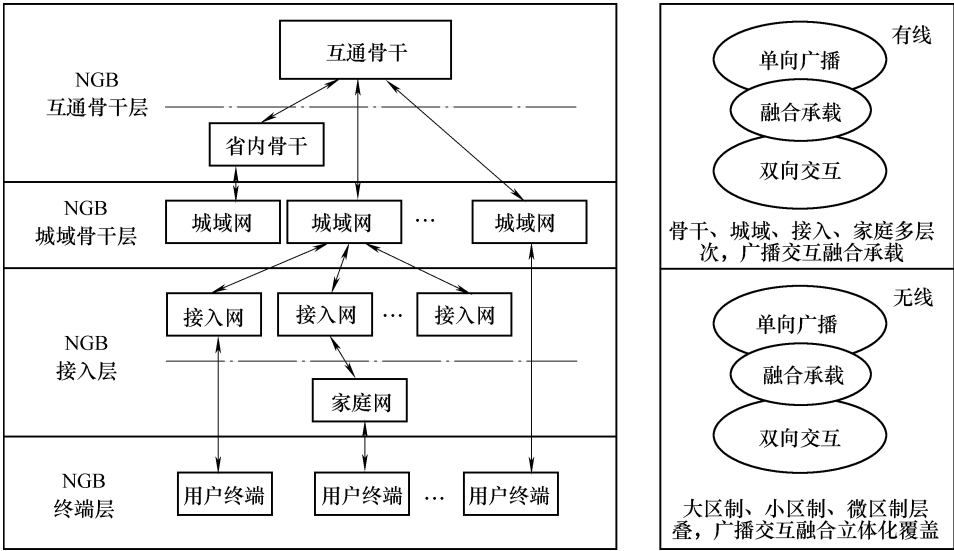 NGB
互通骨干层
互通骨干
省内骨干
NGB
城域骨干层
城域网
城域网
…
城域网
NGB
接入层
接入网
接入网
…
接入网
家庭网
NGB
终端层
用户终端
用户终端
…
用户终端
有线
单向广播
融合承载
双向交互
骨干、城域、接入、家庭多层
次，广播交互融合承载
无线
单向广播
融合承载
双向交互
大区制、小区制、微区制层
叠，广播交互融合立体化覆盖